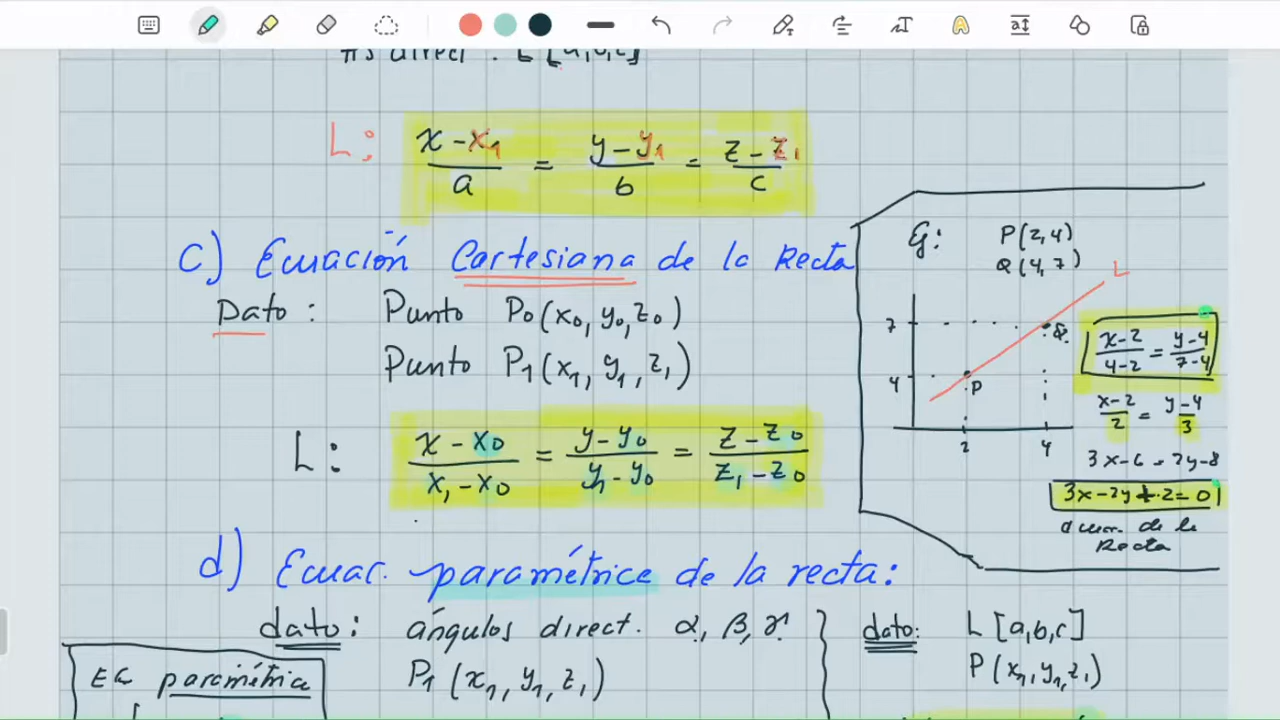 #s direct. L [a,b,c]
L: x - x1 / a = y - y1 / b = z - z1 / c
c) Ecuación Cartesiana de la Recta
Dato: Punto P0(x0, y0, z0)
Punto P1(x1, y1, z1)
L: x - x0 / x1 - x0 = y - y0 / y1 - y0 = z - z0 / z1 - z0
P(2,4)
Q(4,7)
L
7
Q
4
P
2 4
x-2 / 4-2 = y-4 / 7-4
x-2 / 2 = y-4 / 3
3x-6 = 2y-8
3x-2y+2=0
ecuac. de la
Recta
d) Ecuac. paramétrica de la recta:
dato: ángulos direct. α, β, γ
P1 (x1, y1, z1)
dato: L [a,b,c]
P(x1, y1, z1)
Ec paramétrica